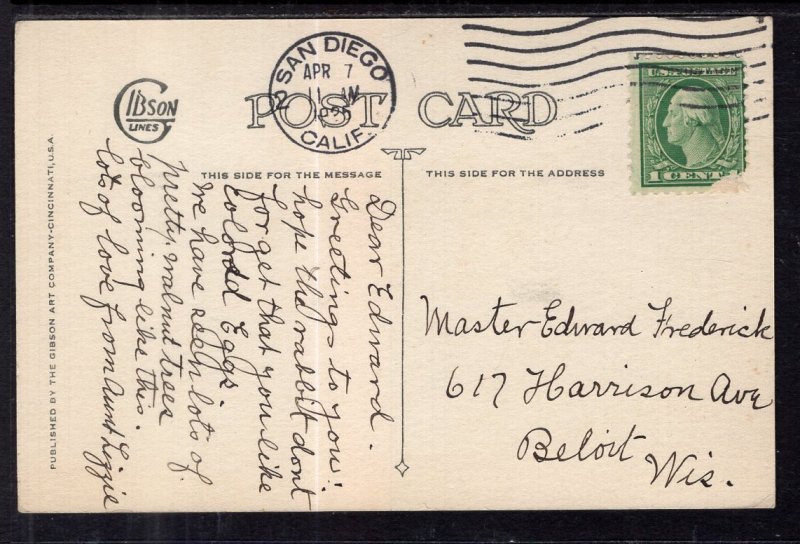 GIBSON
LINES
POST CARD
SAN DIEGO
APR 7
11 AM
CALIF.
U.S. POSTAGE
1 CENT
THIS SIDE FOR THE MESSAGE
THIS SIDE FOR THE ADDRESS
Dear Edward.
Greetings to you.
hope the rabbit dont
forget that you like
Colord Eggs.
We have seen lots of
pretty walnut trees
blooming like this.
lots of love from Aunt Lizzie
Master Edward Frederick
617 Harrison Ave
Beloit
Wis.
PUBLISHED BY THE GIBSON ART COMPANY-CINCINNATI, U.S.A.